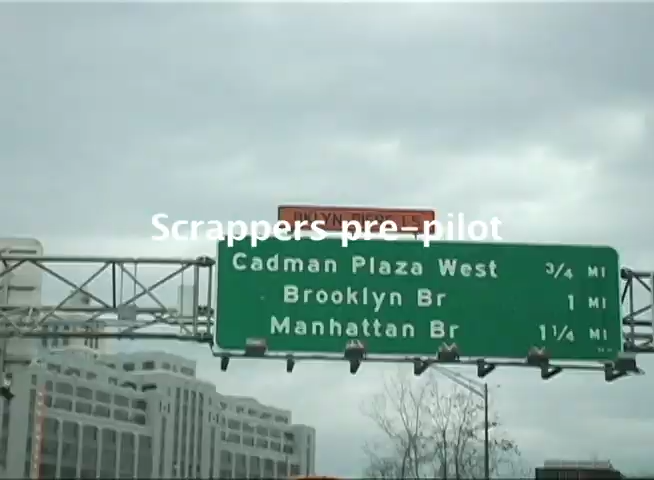 Scrappers pre-pilot
Cadman Plaza West 3/4 MI
Brooklyn Br 1 MI
Manhattan Br 1 1/4 MI